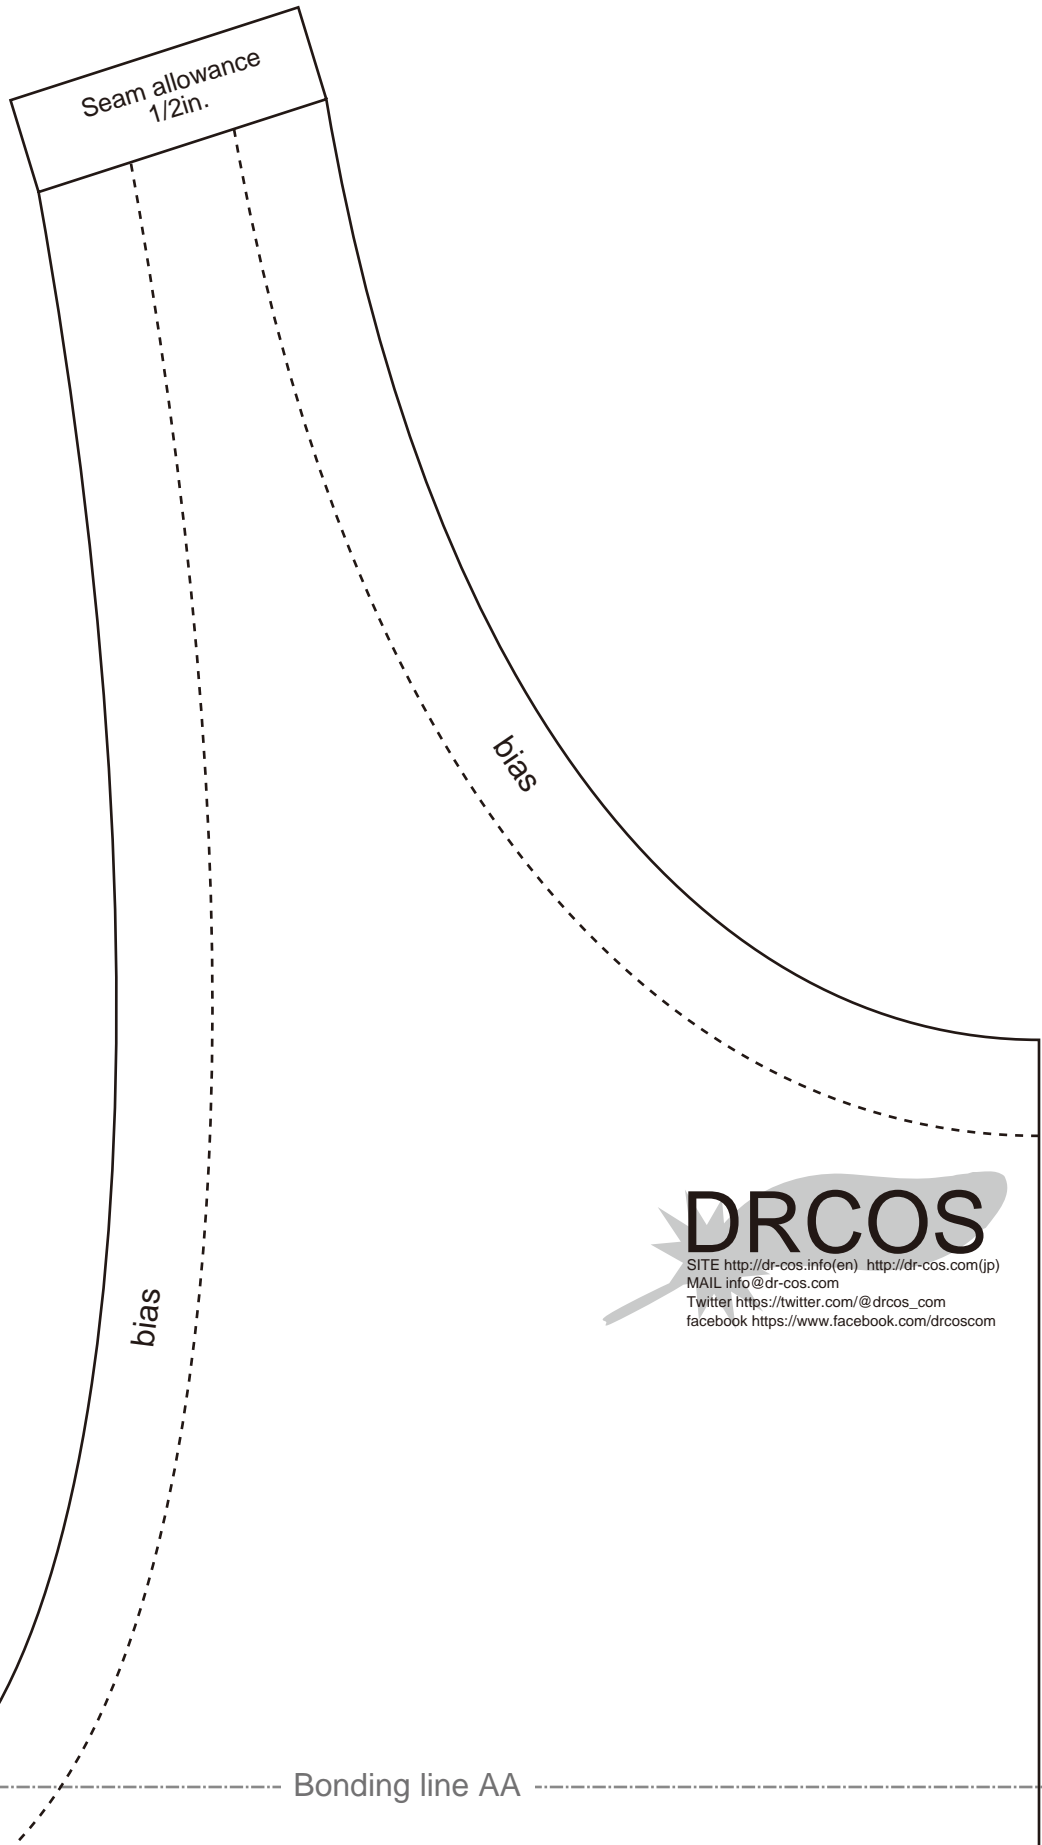 Seam allowance
1/2in.
bias
bias
DRCOS
SITE http://dr-cos.info(en) http://dr-cos.com(jp)
MAIL info@dr-cos.com
Twitter https://twitter.com/@drcos_com
facebook https://www.facebook.com/drcoscom
Bonding line AA